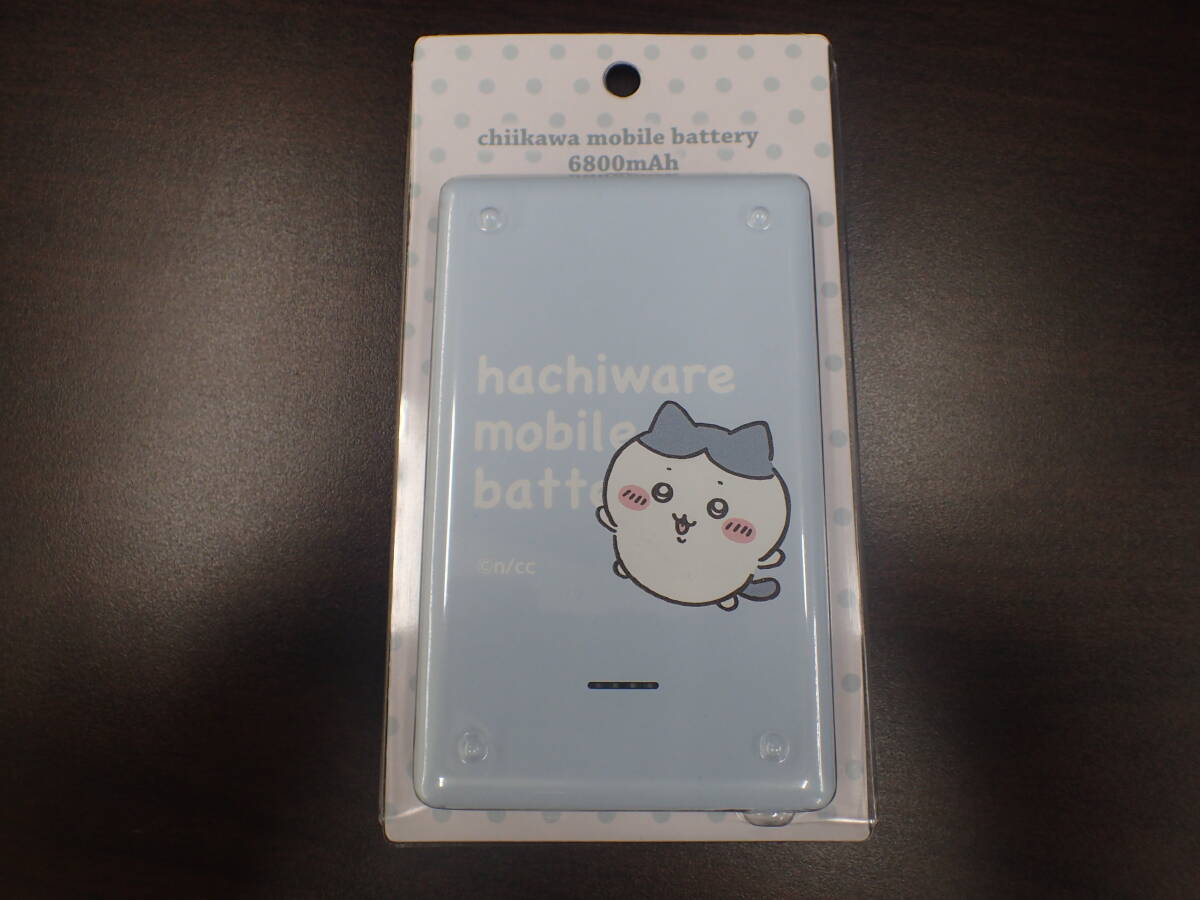 chiikawa mobile battery
6800mAh
hachiware
mobile
batte
©n/cc